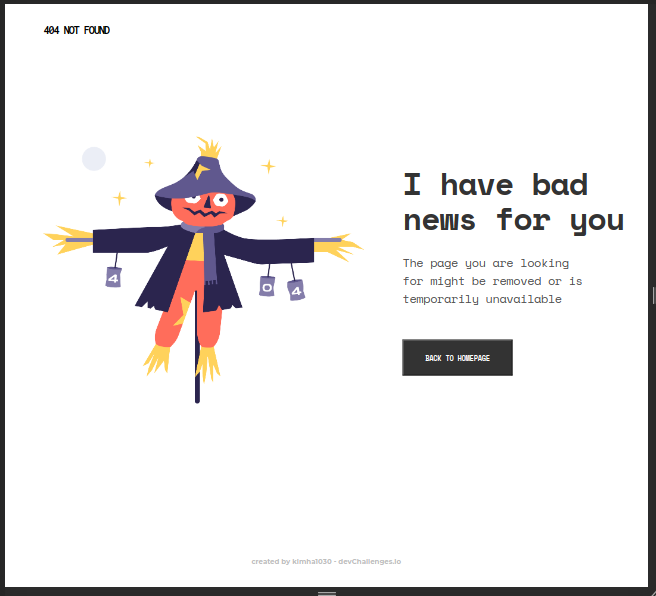 404 NOT FOUND
I have bad
news for you
The page you are looking
for might be removed or is
temporarily unavailable
4
0
4
BACK TO HOMEPAGE
created by kimha1030 - devChallenges.io